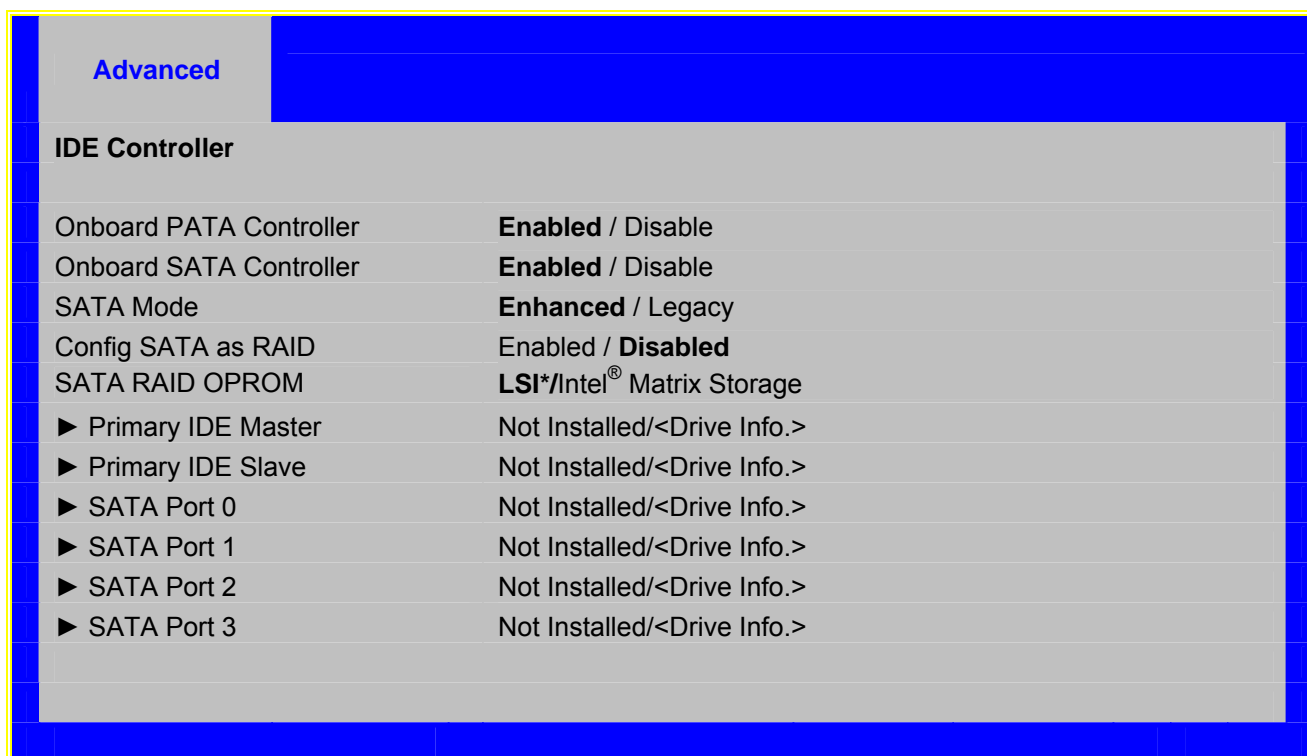 Advanced
IDE Controller
Onboard PATA Controller Enabled / Disable
Onboard SATA Controller Enabled / Disable
SATA Mode Enhanced / Legacy
Config SATA as RAID Enabled / Disabled
SATA RAID OPROM LSI*/Intel® Matrix Storage
► Primary IDE Master Not Installed/<Drive Info.>
► Primary IDE Slave Not Installed/<Drive Info.>
► SATA Port 0 Not Installed/<Drive Info.>
► SATA Port 1 Not Installed/<Drive Info.>
► SATA Port 2 Not Installed/<Drive Info.>
► SATA Port 3 Not Installed/<Drive Info.>